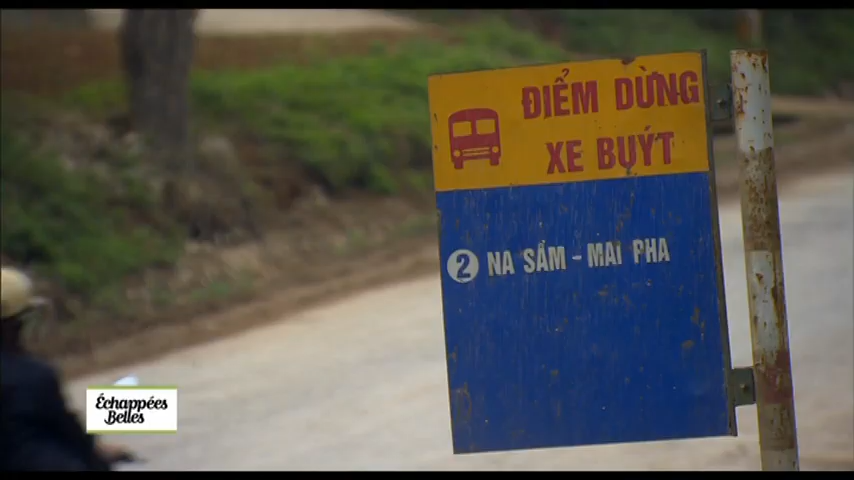 ĐIỂM DỪNG
XE BUÝT
2 NA SẦM - MAI PHA
Échappées
Belles